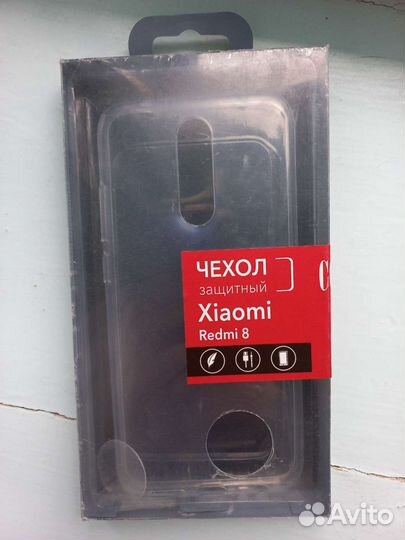 ЧЕХОЛ
защитный
Xiaomi
Redmi 8
Avito